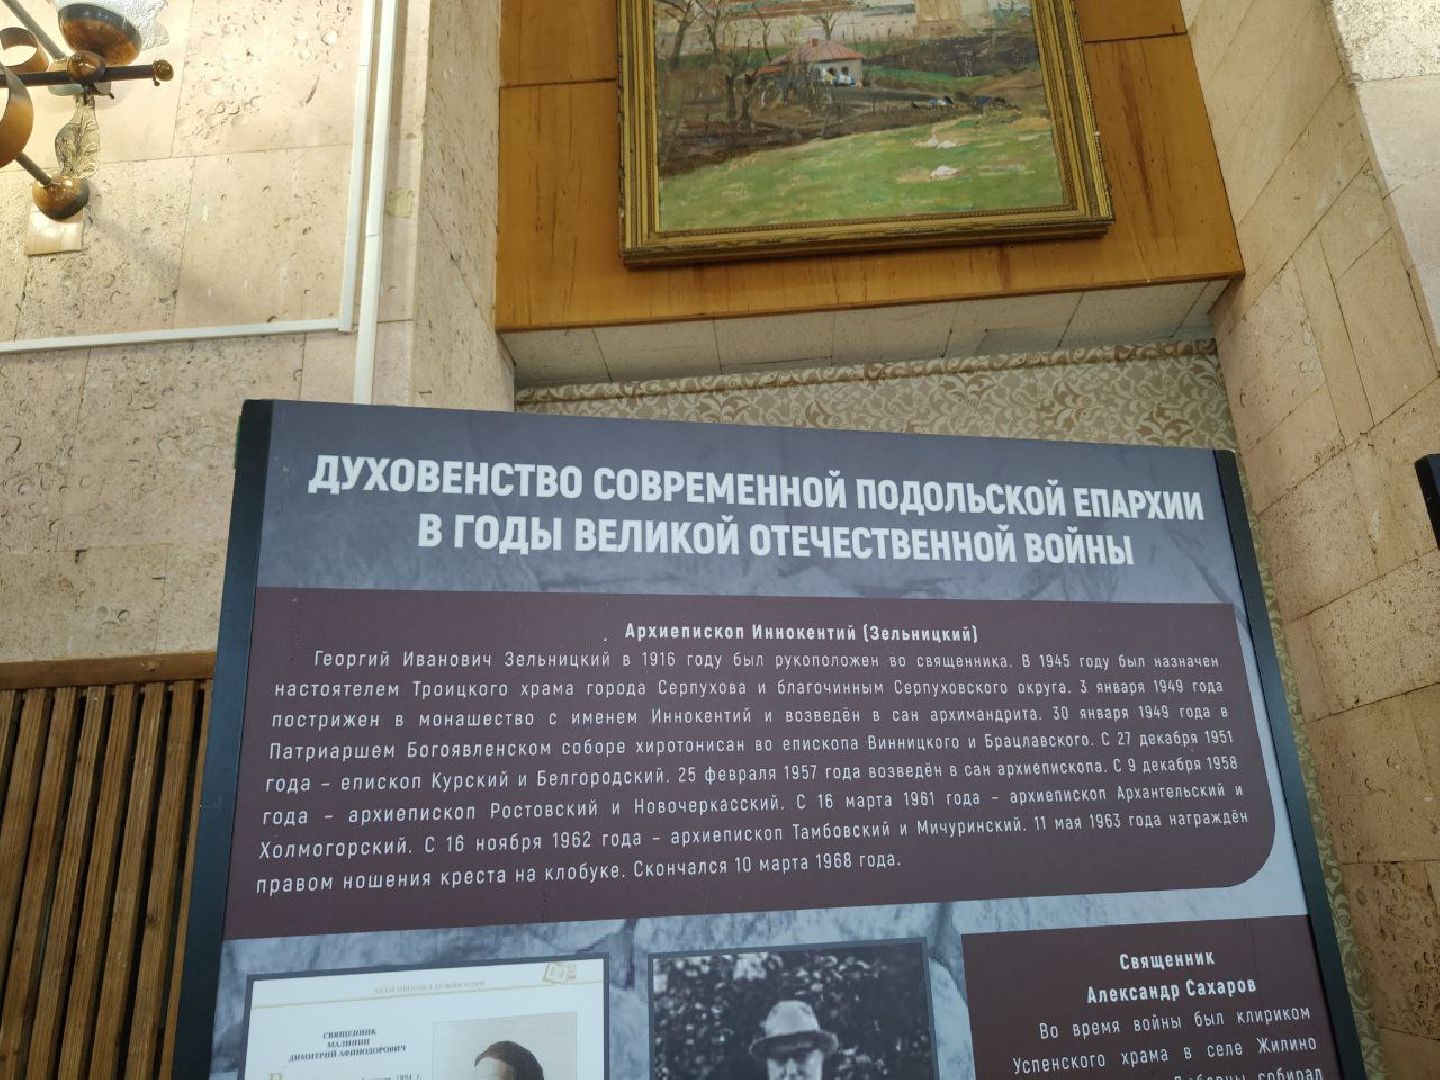 ДУХОВЕНСТВО СОВРЕМЕННОЙ ПОДОЛЬСКОЙ ЕПАРХИИ
В ГОДЫ ВЕЛИКОЙ ОТЕЧЕСТВЕННОЙ ВОЙНЫ
Архиепископ Иннокентий (Зельницкий)
Георгий Иванович Зельницкий в 1916 году был рукоположен во священника. В 1945 году был назначен
настоятелем Троицкого храма города Серпухова и благочинным Серпуховского округа. 3 января 1949 года
пострижен в монашество с именем Иннокентий и возведён в сан архимандрита. 30 января 1949 года в
Патриаршем Богоявленском соборе хиротонисан во епископа Винницкого и Брацлавского. С 27 декабря 1951
года – епископ Курский и Белгородский. 25 февраля 1957 года возведён в сан архиепископа. С 9 декабря 1958
года – архиепископ Ростовский и Новочеркасский. С 16 марта 1961 года – архиепископ Архангельский и
Холмогорский. С 16 ноября 1962 года – архиепископ Тамбовский и Мичуринский. 11 мая 1963 года награждён
правом ношения креста на клобуке. Скончался 10 марта 1968 года.
СВЯЩЕННИК
МАЛИНИН
ДИМИТРИЙ АФИНОДОРОВИЧ
Священник
Александр Сахаров
Во время войны был клириком
Успенского храма в селе Жилино
собирал